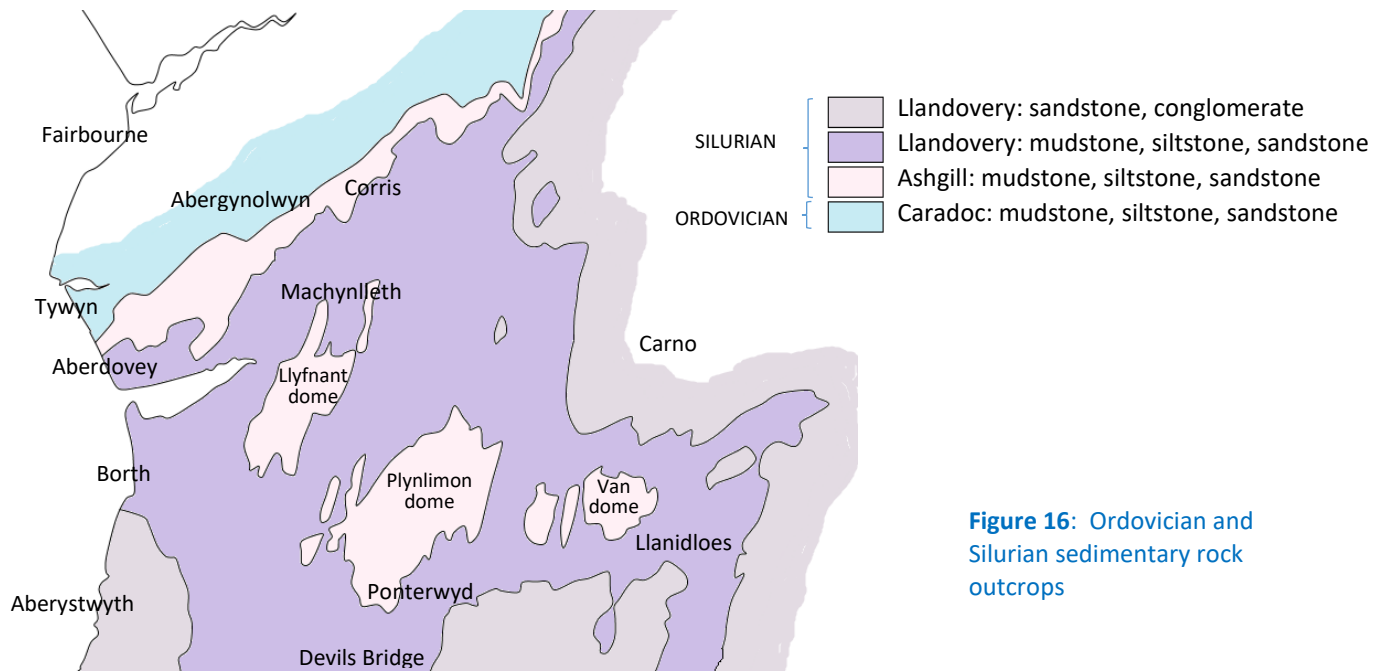 Fairbourne
Abergynolwyn
Corris
Tywyn
Machynlleth
Aberdovey
Llyfnant
dome
Carno
Borth
Plynlimon
dome
Van
dome
Llanidloes
Aberystwyth
Ponterwyd
Devils Bridge
SILURIAN
ORDOVICIAN
Llandovery: sandstone, conglomerate
Llandovery: mudstone, siltstone, sandstone
Ashgill: mudstone, siltstone, sandstone
Caradoc: mudstone, siltstone, sandstone
Figure 16: Ordovician and
Silurian sedimentary rock
outcrops